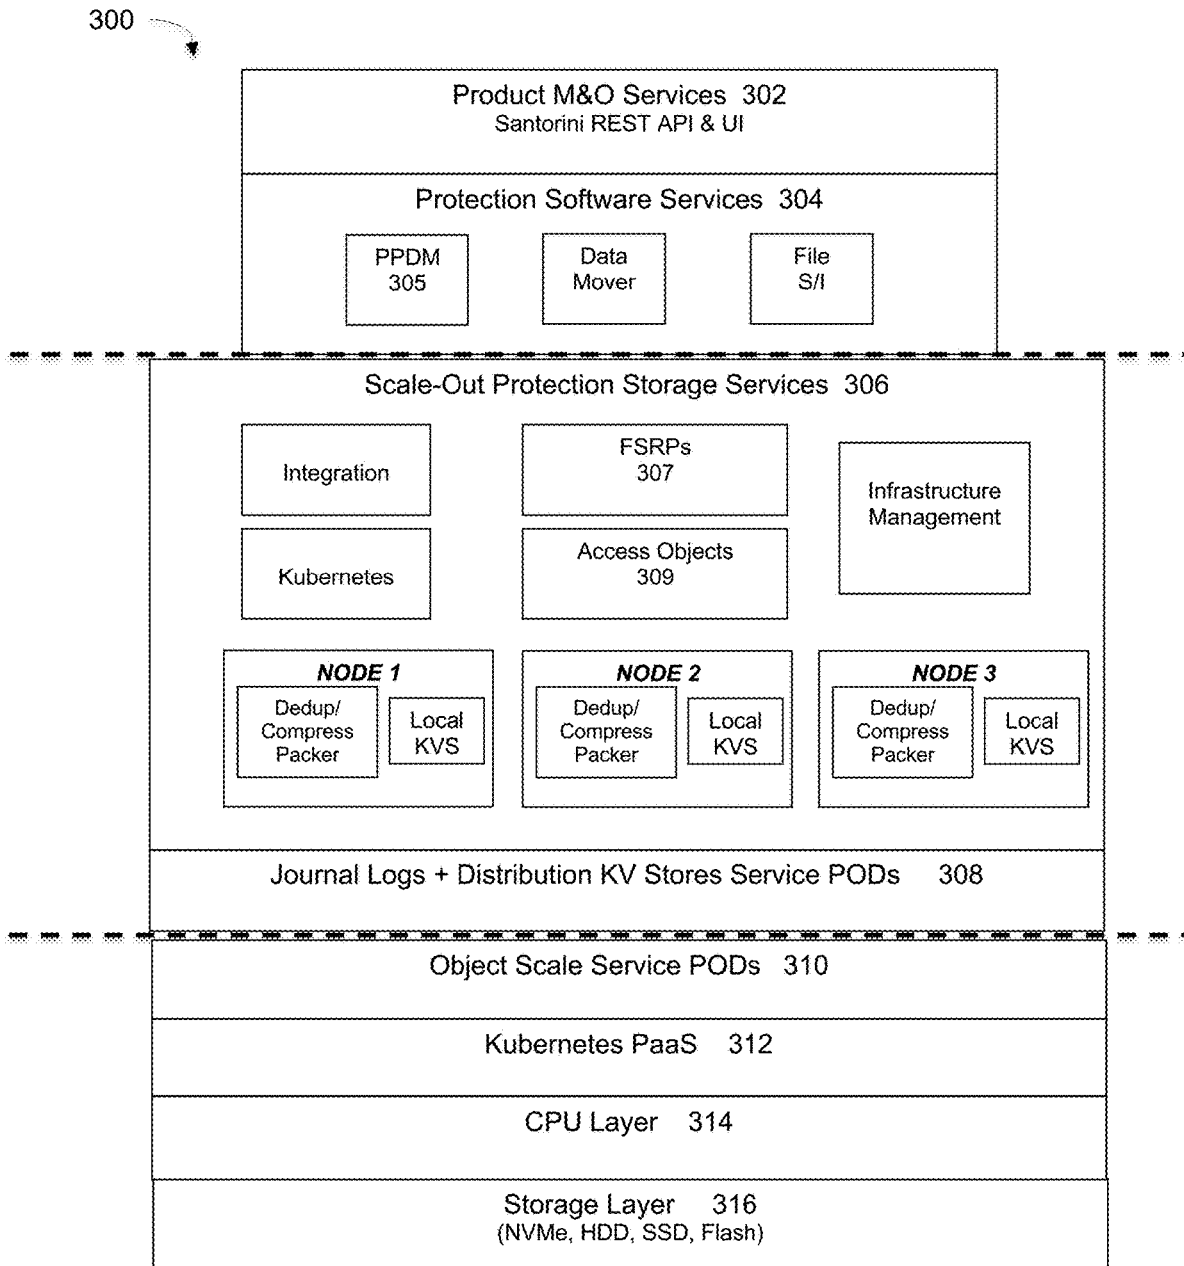 300
Product M&O Services 302
Santorini REST API & UI
Protection Software Services 304
PPDM
305
Data
Mover
File
S/I
Scale-Out Protection Storage Services 306
Integration
FSRPs
307
Infrastructure
Management
Kubernetes
Access Objects
309
NODE 1
Dedup/
Compress
Packer
Local
KVS
NODE 2
Dedup/
Compress
Packer
Local
KVS
NODE 3
Dedup/
Compress
Packer
Local
KVS
Journal Logs + Distribution KV Stores Service PODs 308
Object Scale Service PODs 310
Kubernetes PaaS 312
CPU Layer 314
Storage Layer 316
(NVMe, HDD, SSD, Flash)